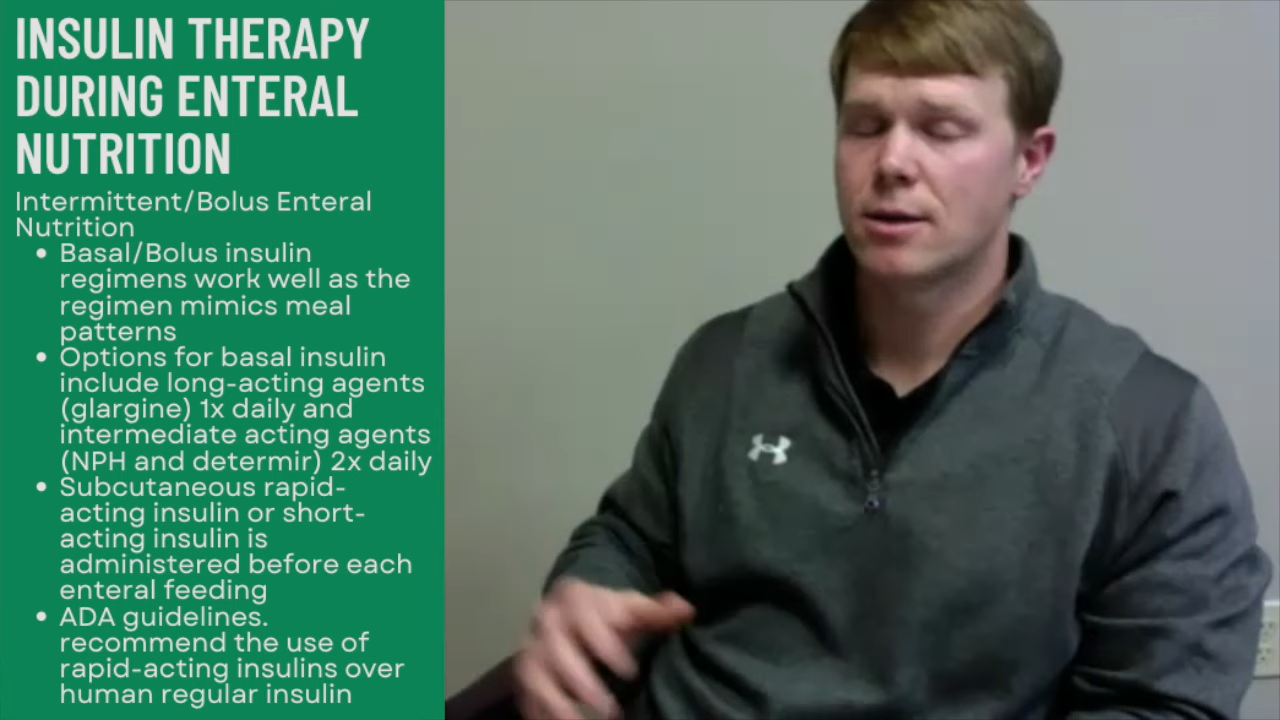 INSULIN THERAPY
DURING ENTERAL
NUTRITION
Intermittent/Bolus Enteral
Nutrition
• Basal/Bolus insulin
regimens work well as the
regimen mimics meal
patterns
• Options for basal insulin
include long-acting agents
(glargine) 1x daily and
intermediate acting agents
(NPH and determir) 2x daily
• Subcutaneous rapid-
acting insulin or short-
acting insulin is
administered before each
enteral feeding
• ADA guidelines.
recommend the use of
rapid-acting insulins over
human regular insulin